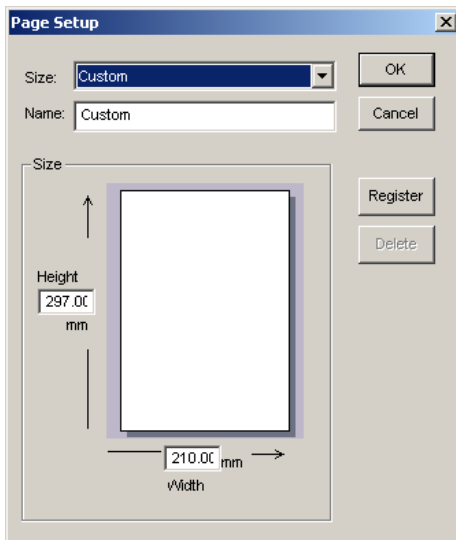 Page Setup
Size: Custom
OK
Name: Custom
Cancel
Size
Register
Delete
Height
297.00
mm
210.00 mm
Width